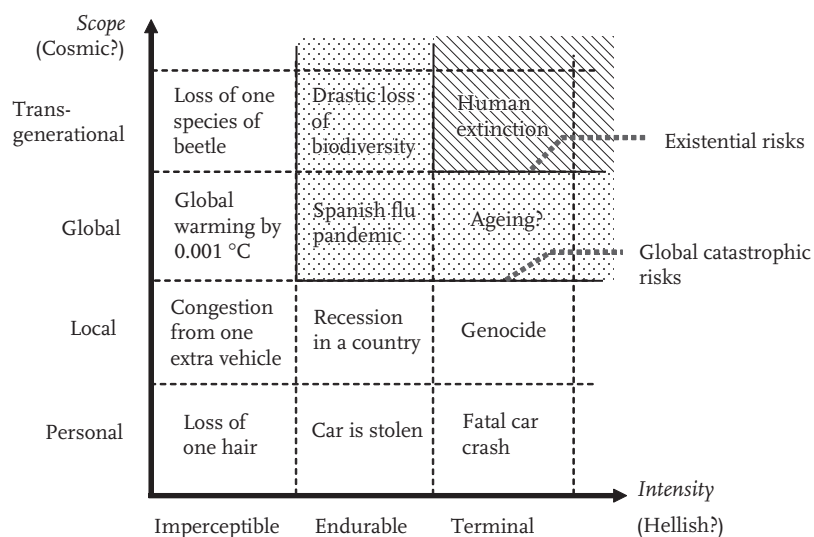 Scope
(Cosmic?)
Trans-
generational
Loss of one
species of
beetle
Drastic loss
of
biodiversity
Human
extinction
Existential risks
Global
Global
warming by
0.001 °C
Spanish flu
pandemic
Ageing?
Global catastrophic
risks
Local
Congestion
from one
extra vehicle
Recession
in a country
Genocide
Personal
Loss of
one hair
Car is stolen
Fatal car
crash
Intensity
(Hellish?)
Imperceptible
Endurable
Terminal